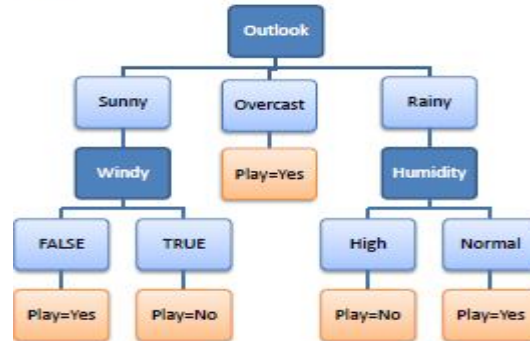 Outlook
Sunny
Overcast
Rainy
Windy
Play=Yes
Humidity
FALSE
TRUE
High
Normal
Play=Yes
Play=No
Play=No
Play=Yes